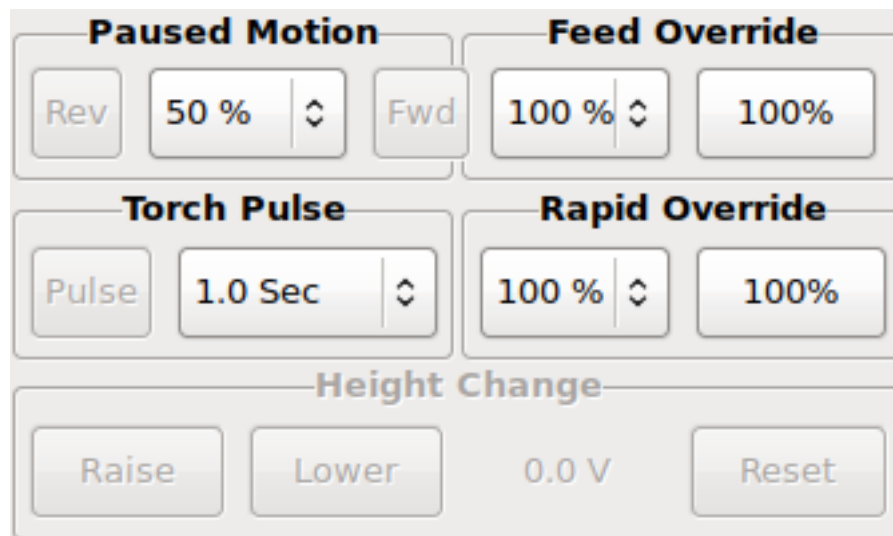 Paused Motion
Feed Override
Rev 50 % Fwd
100 % 100%
Torch Pulse
Rapid Override
Pulse 1.0 Sec
100 % 100%
Height Change
Raise Lower 0.0 V Reset